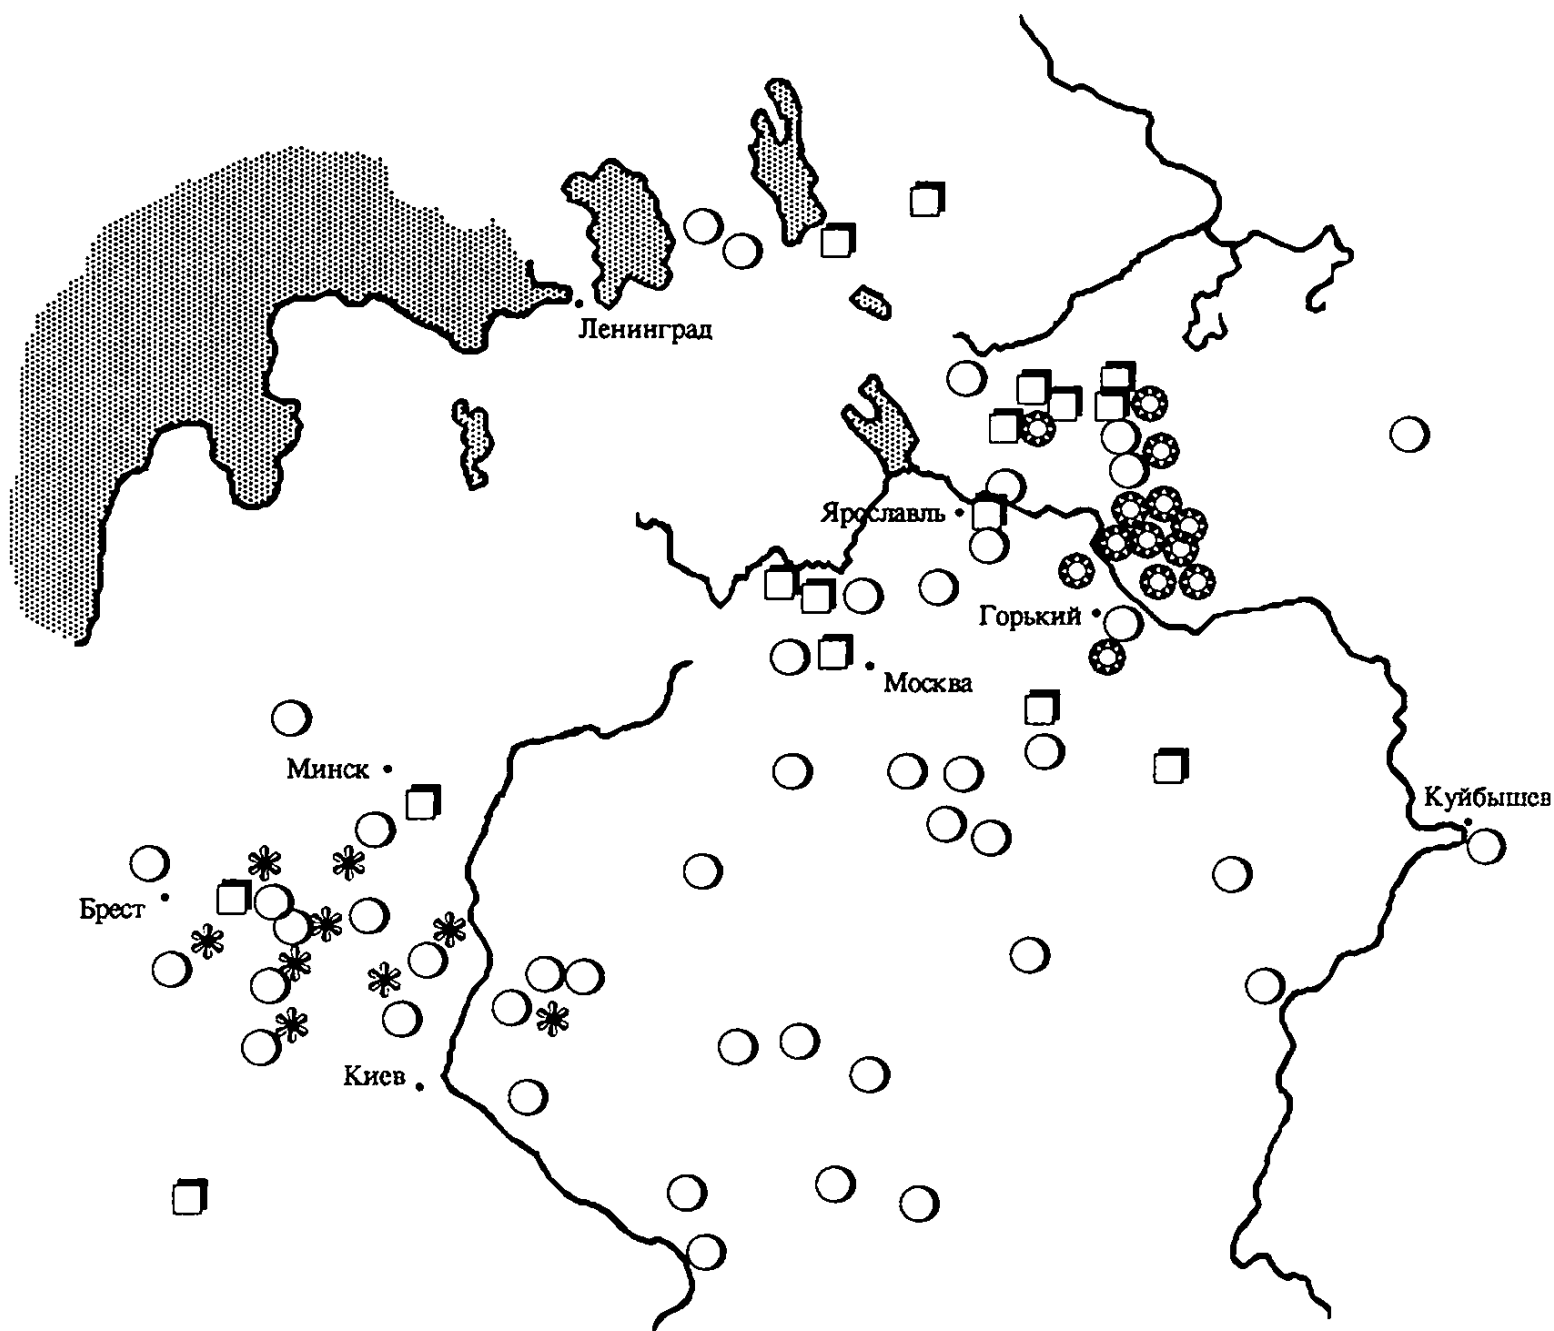 Ленинград
Ярославль
Горький
Москва
Минск
Куйбышев
Брест
Киев